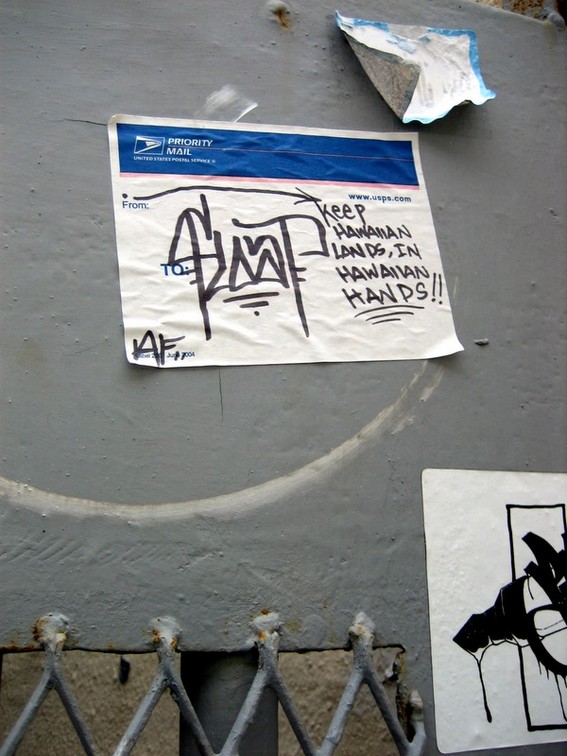 PRIORITY
MAIL
UNITED STATES POSTAL SERVICE®
www.usps.com
From:
TO:
KEEP
HAWAIIAN
LANDS, IN
HAWAIIAN
HANDS!!
AF
2004